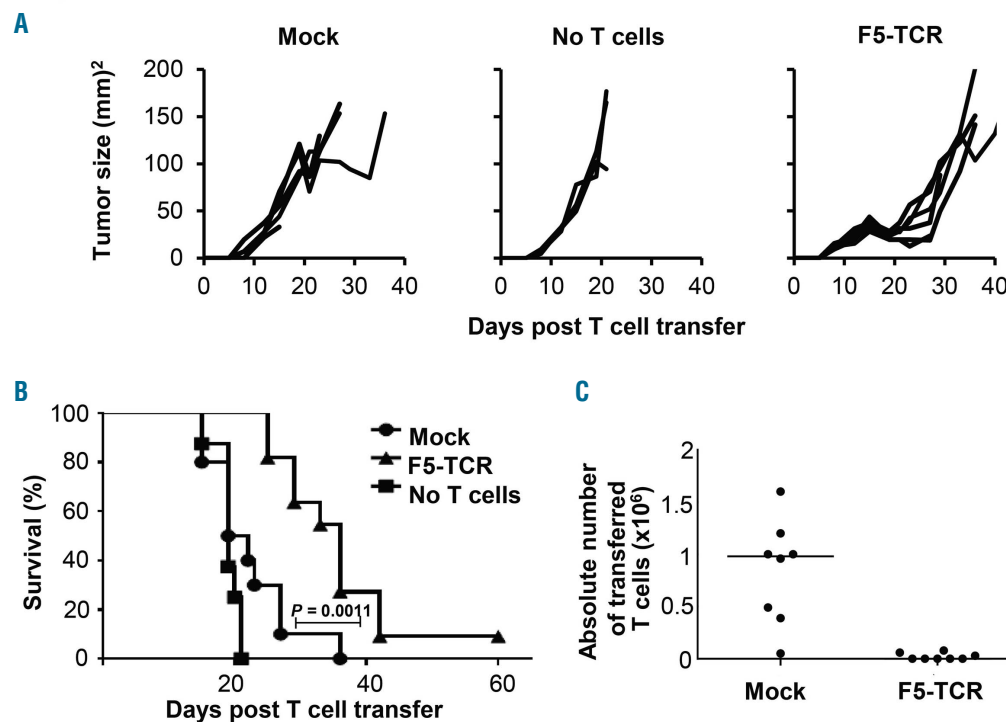 A
Mock
No T cells
F5-TCR
Tumor size (mm)²
200
150
100
50
0
0 10 20 30 40
0 10 20 30 40
0 10 20 30 40
Days post T cell transfer
B
Survival (%)
100
80
60
40
20
0
Mock
F5-TCR
No T cells
P = 0.0011
20 40 60
Days post T cell transfer
C
Absolute number
of transferred
T cells (x10⁶)
2
1.5
1
0.5
0
Mock
F5-TCR